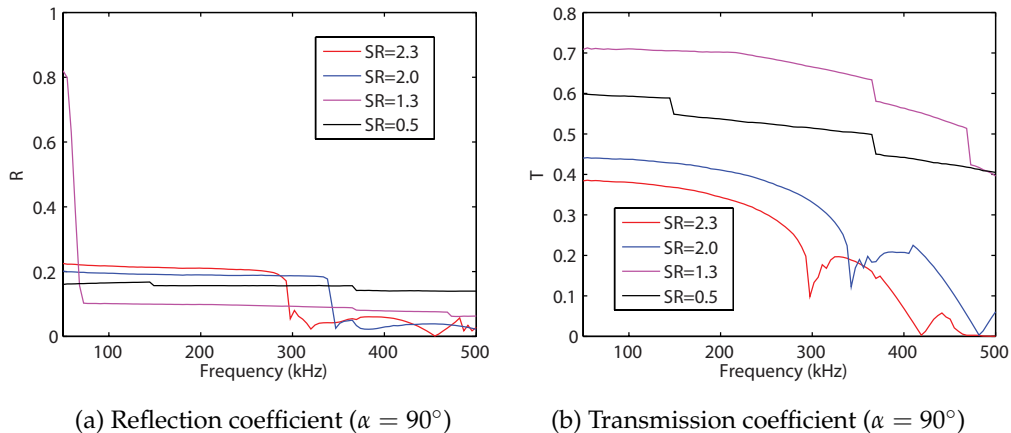 1
0.8
0.6
0.4
0.2
0
R
100
200
300
400
500
Frequency (kHz)
SR=2.3
SR=2.0
SR=1.3
SR=0.5
(a) Reflection coefficient (α = 90°)
0.8
0.7
0.6
0.5
0.4
0.3
0.2
0.1
0
T
100
200
300
400
500
Frequency (kHz)
SR=2.3
SR=2.0
SR=1.3
SR=0.5
(b) Transmission coefficient (α = 90°)